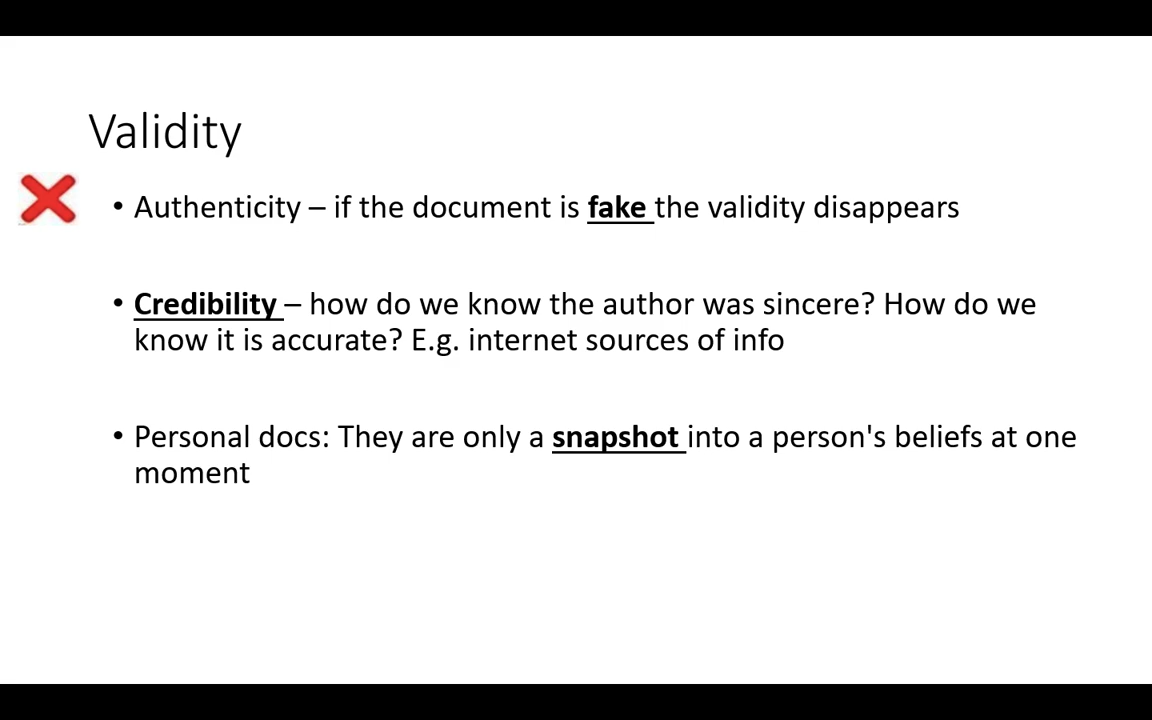 Validity
• Authenticity – if the document is fake the validity disappears
• Credibility – how do we know the author was sincere? How do we
know it is accurate? E.g. internet sources of info
• Personal docs: They are only a snapshot into a person's beliefs at one
moment